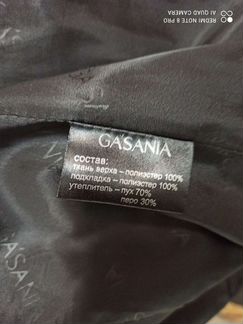 REDMI NOTE 8 PRO
AI QUAD CAMERA
GASANIA
состав:
ткань верха – полиэстер 100%
подкладка – полиэстер 100%
утеплитель – пух 70%
перо 30%
GASANIA